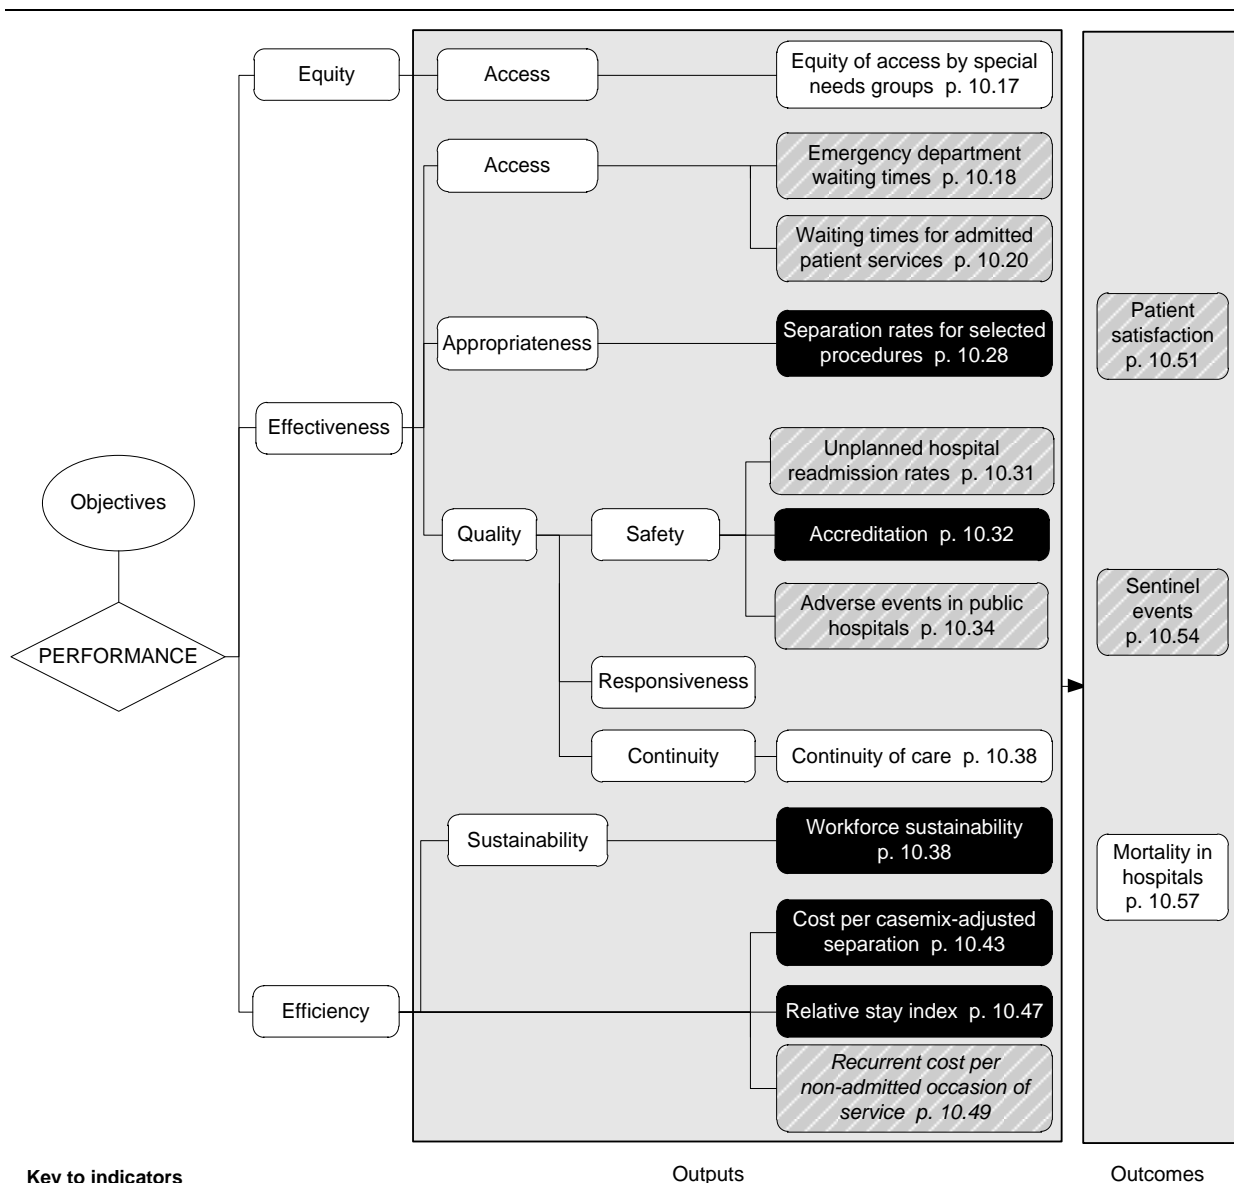 Equity
Access
Equity of access by special
needs groups  p. 10.17
Access
Emergency department
waiting times  p. 10.18
Waiting times for admitted
patient services  p. 10.20
Appropriateness
Separation rates for selected
procedures  p. 10.28
Patient
satisfaction
p. 10.51
Effectiveness
Objectives
PERFORMANCE
Quality
Safety
Unplanned hospital
readmission rates  p. 10.31
Accreditation  p. 10.32
Adverse events in public
hospitals  p. 10.34
Sentinel
events
p. 10.54
Responsiveness
Continuity
Continuity of care  p. 10.38
Sustainability
Workforce sustainability
p. 10.38
Mortality in
hospitals
p. 10.57
Cost per casemix-adjusted
separation  p. 10.43
Efficiency
Relative stay index  p. 10.47
Recurrent cost per
non-admitted occasion of
service  p. 10.49
Key to indicators
Outputs
Outcomes